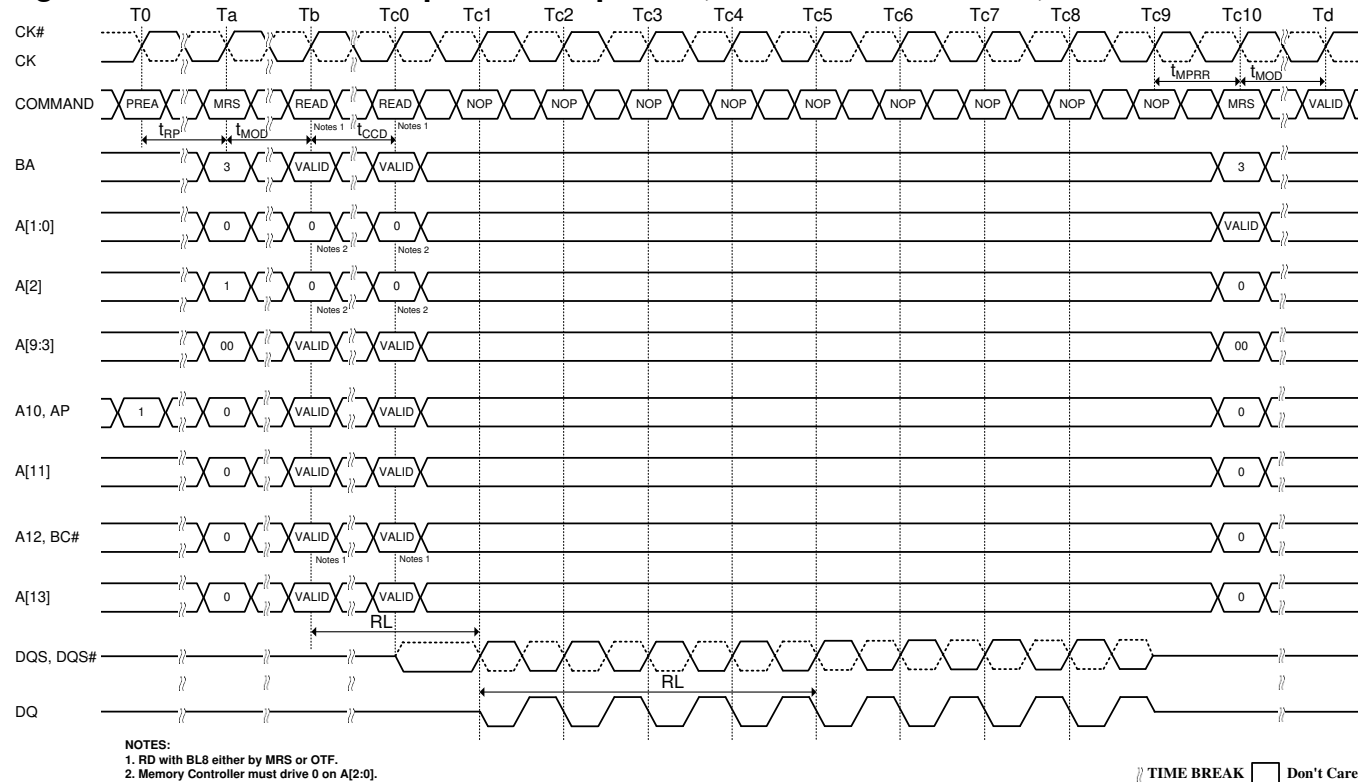 T0 Ta Tb Tc0 Tc1 Tc2 Tc3 Tc4 Tc5 Tc6 Tc7 Tc8 Tc9 Tc10 Td
CK#
CK
tMPRR tMOD
COMMAND PREA MRS READ READ NOP NOP NOP NOP NOP NOP NOP NOP NOP MRS VALID
Notes 1 Notes 1
tRP tMOD tCCD
BA 3 VALID VALID 3
A[1:0] 0 0 0 VALID
Notes 2 Notes 2
A[2] 1 0 0 0
Notes 2 Notes 2
A[9:3] 00 VALID VALID 00
A10, AP 1 0 VALID VALID 0
A[11] 0 VALID VALID 0
A12, BC# 0 VALID VALID 0
Notes 1 Notes 1
A[13] 0 VALID VALID 0
RL
DQS, DQS#
RL
DQ
NOTES:
1. RD with BL8 either by MRS or OTF.
2. Memory Controller must drive 0 on A[2:0].
TIME BREAK Don't Care